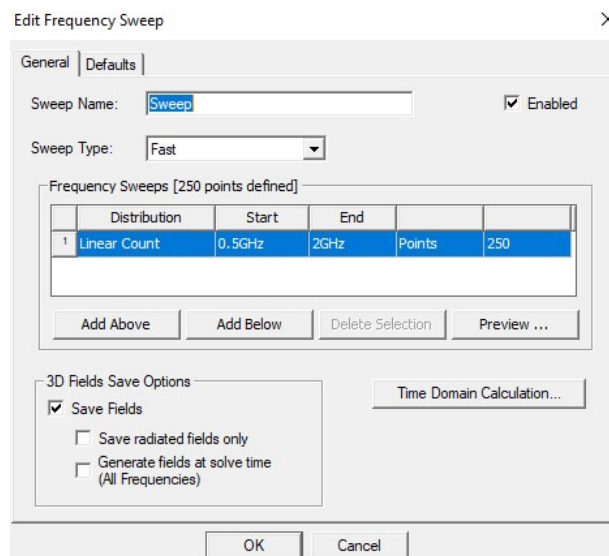 Edit Frequency Sweep
General Defaults
Sweep Name: Sweep Enabled
Sweep Type: Fast
Frequency Sweeps [250 points defined]
Distribution Start End
1 Linear Count 0.5GHz 2GHz Points 250
Add Above Add Below Delete Selection Preview ...
3D Fields Save Options
Time Domain Calculation...
Save Fields
Save radiated fields only
Generate fields at solve time
(All Frequencies)
OK Cancel